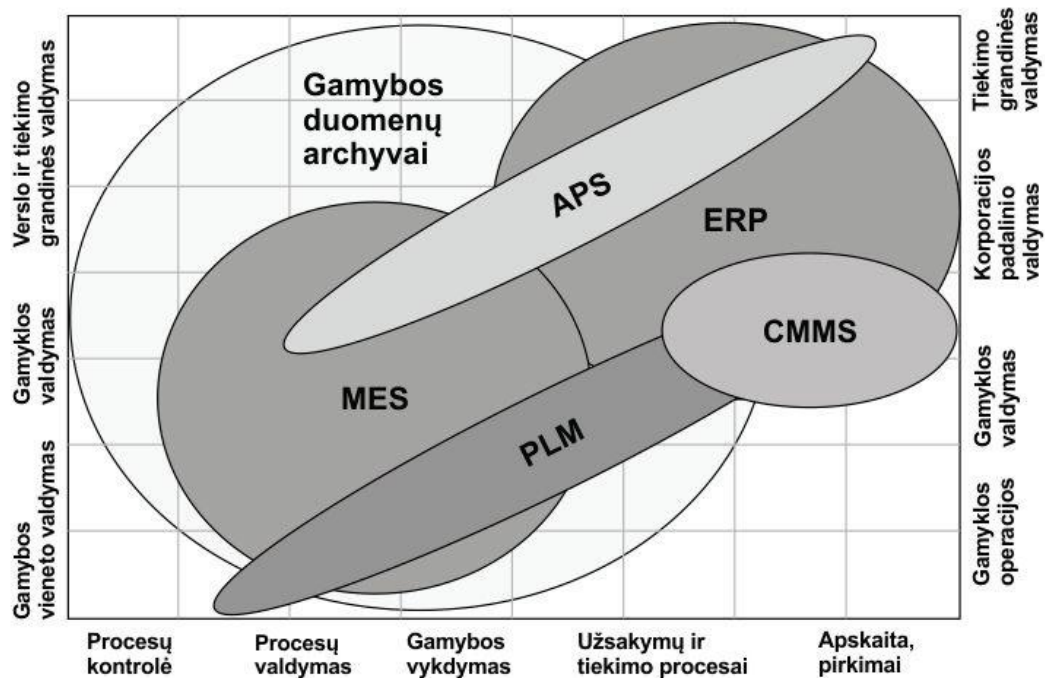 Gamybos
duomenų
archyvai
APS
ERP
CMMS
MES
PLM
Verslo ir tiekimo
grandinės valdymas
Gamyklos
valdymas
Gamybos
vieneto valdymas
Tiekimo
grandinės
valdymas
Korporacijos
padalinio
valdymas
Gamyklos
valdymas
Gamyklos
operacijos
Procesų
kontrolė
Procesų
valdymas
Gamybos
vykdymas
Užsakymų ir
tiekimo procesai
Apskaita,
pirkimai